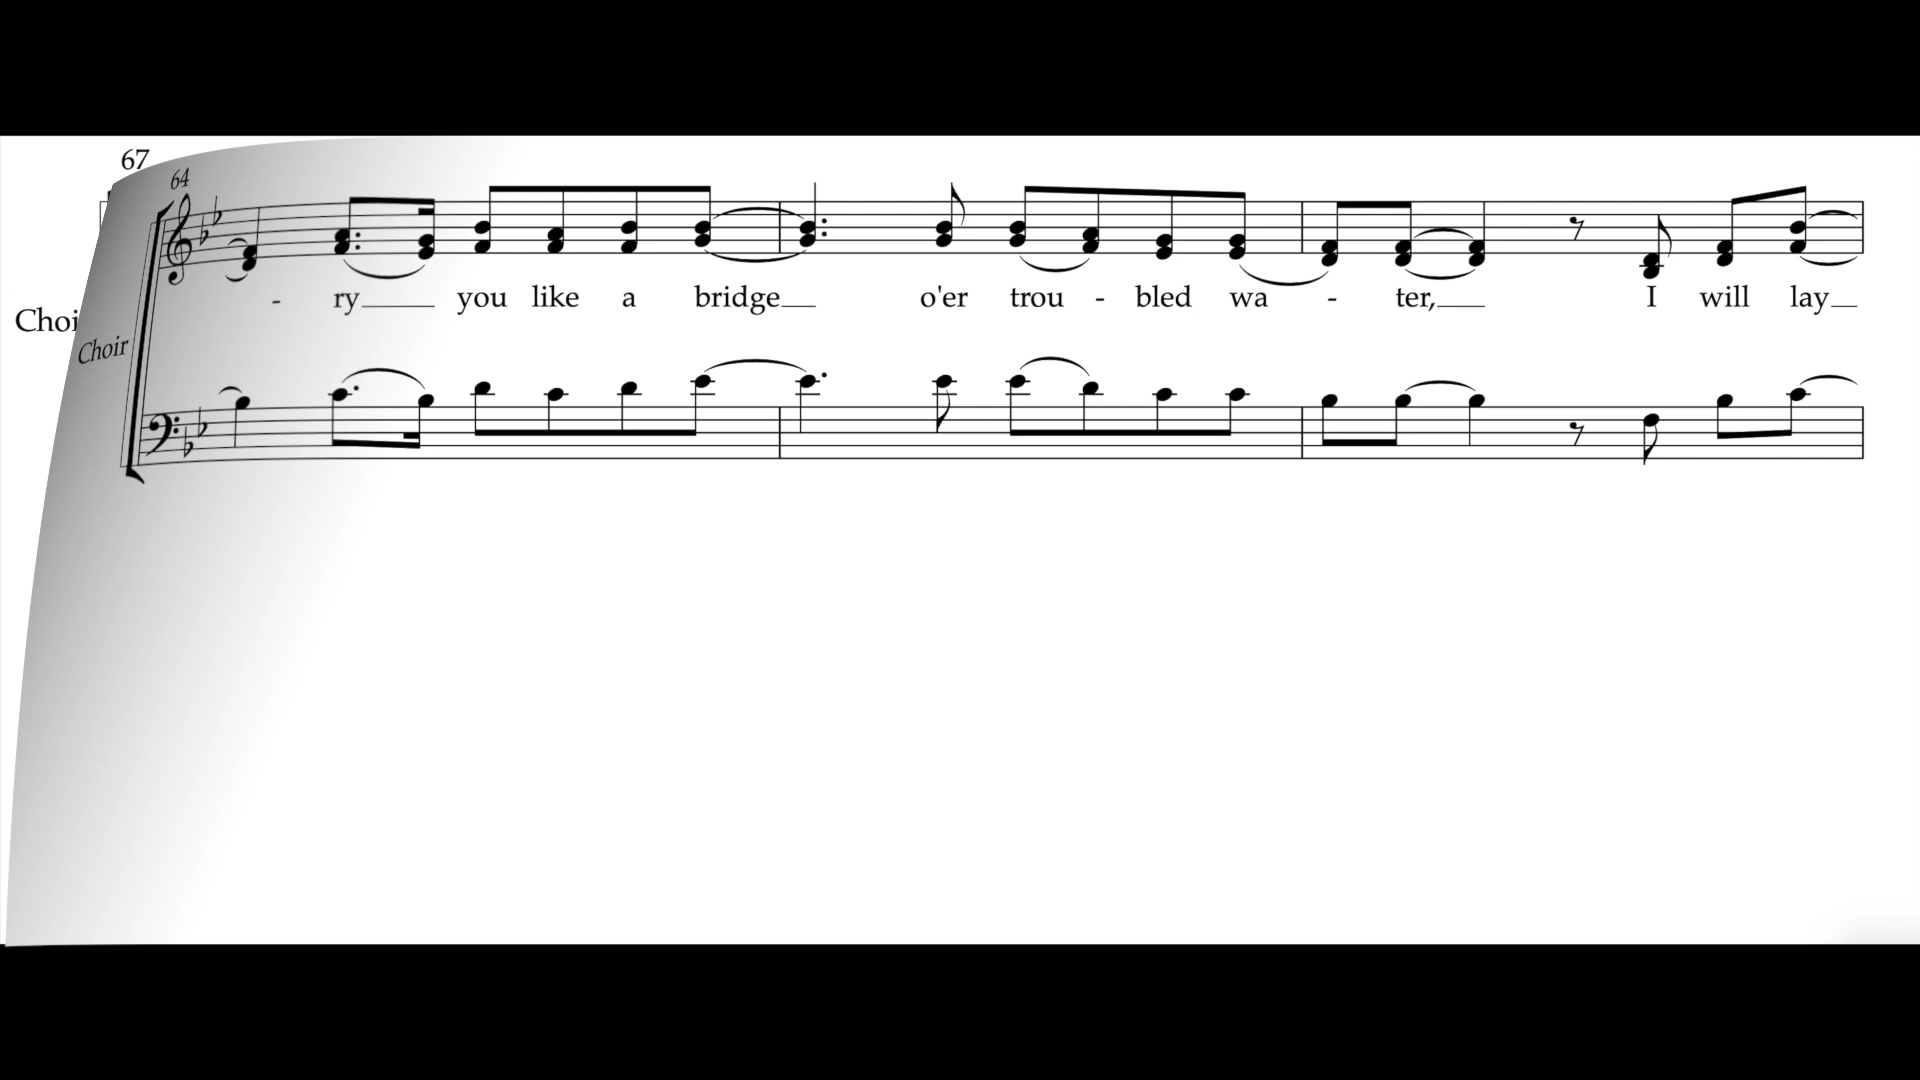 67
64
- ry you like a bridge o'er trou - bled wa - ter, I will lay
Choi
Choir